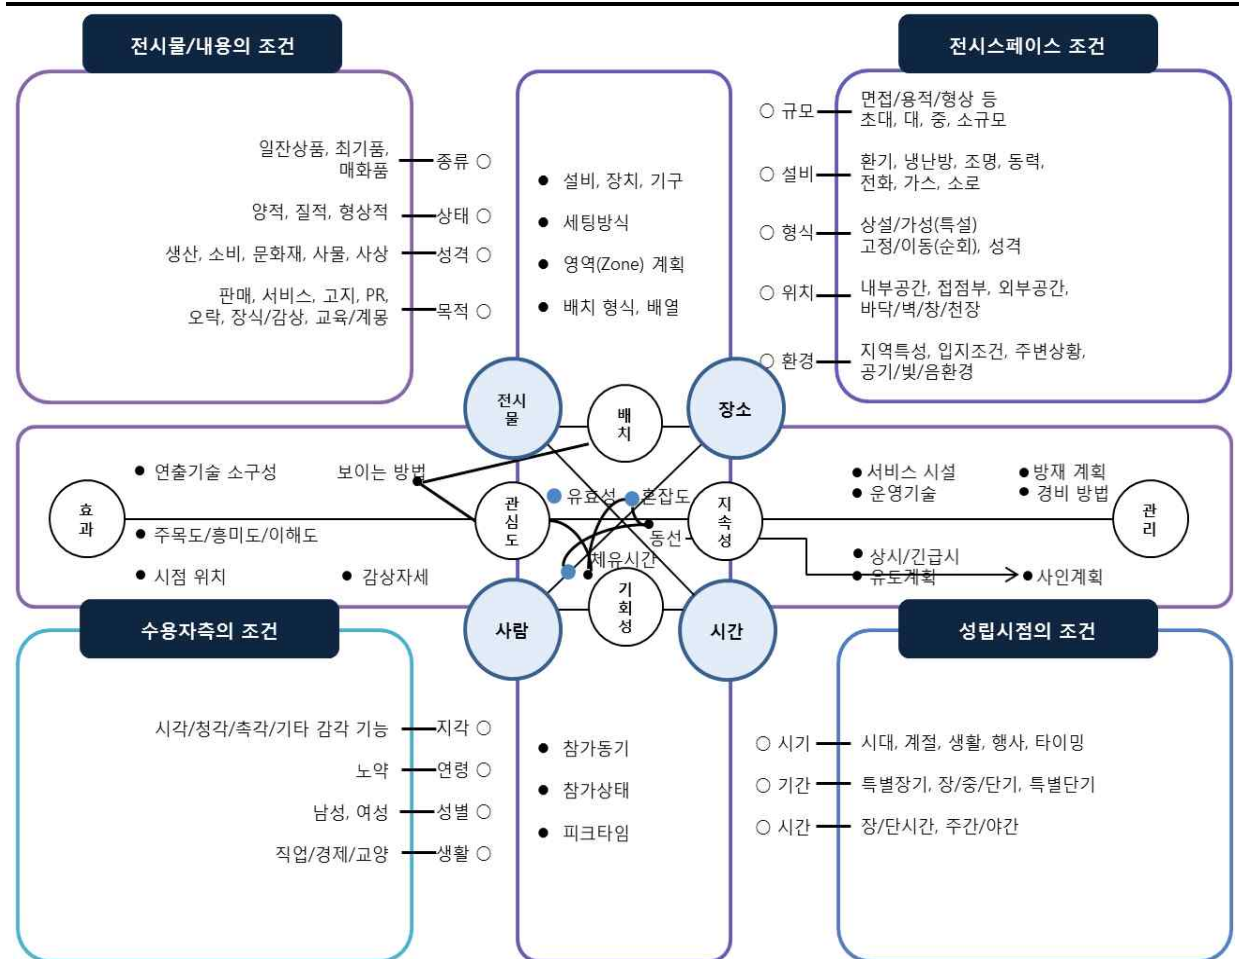 전시물/내용의 조건
일잔상품, 최기품,
매화품
종류
양적, 질적, 형상적
상태
생산, 소비, 문화재, 사물, 사상
성격
판매, 서비스, 고지, PR,
오락, 장식/감상, 교육/계몽
목적
설비, 장치, 기구
세팅방식
영역(Zone) 계획
배치 형식, 배열
전시스페이스 조건
규모
면접/용적/형상 등
초대, 대, 중, 소규모
설비
환기, 냉난방, 조명, 동력,
전화, 가스, 소로
형식
상설/가성(특설)
고정/이동(순회), 성격
위치
내부공간, 접점부, 외부공간,
바닥/벽/창/천장
환경
지역특성, 입지조건, 주변상황,
공기/빛/음환경
전시
물
배
치
장소
효
과
연출기술 소구성
보이는 방법
주목도/흥미도/이해도
시점 위치
감상자세
관
심
도
유효성
혼잡도
동선
체유시간
지
속
성
서비스 시설
방재 계획
운영기술
경비 방법
상시/긴급시
유도계획
사인계획
관
리
사람
기
회
성
시간
수용자측의 조건
시각/청각/촉각/기타 감각 기능
지각
노약
연령
남성, 여성
성별
직업/경제/교양
생활
참가동기
참가상태
피크타임
성립시점의 조건
시기
시대, 계절, 생활, 행사, 타이밍
기간
특별장기, 장/중/단기, 특별단기
시간
장/단시간, 주간/야간